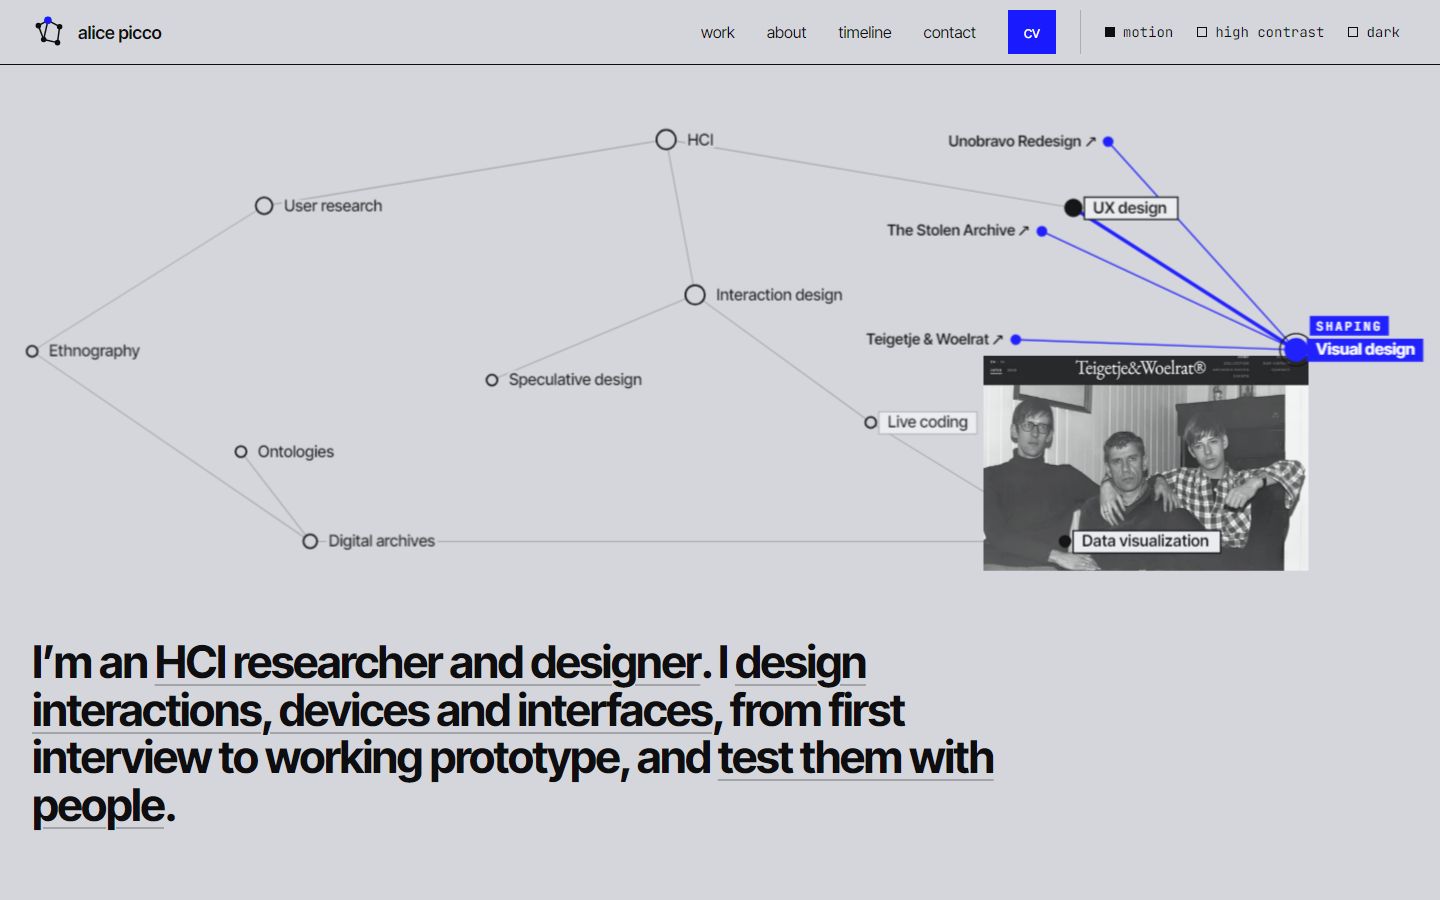 alice picco
work
about
timeline
contact
cv
motion
high contrast
dark
HCI
Unobravo Redesign ↗
User research
UX design
The Stolen Archive ↗
Interaction design
SHAPING
Teigetje & Woelrat ↗
Visual design
Ethnography
Teigetje&Woelrat®
Speculative design
Live coding
Ontologies
Digital archives
Data visualization
I’m an HCI researcher and designer. I design
interactions, devices and interfaces, from first
interview to working prototype, and test them with
people.